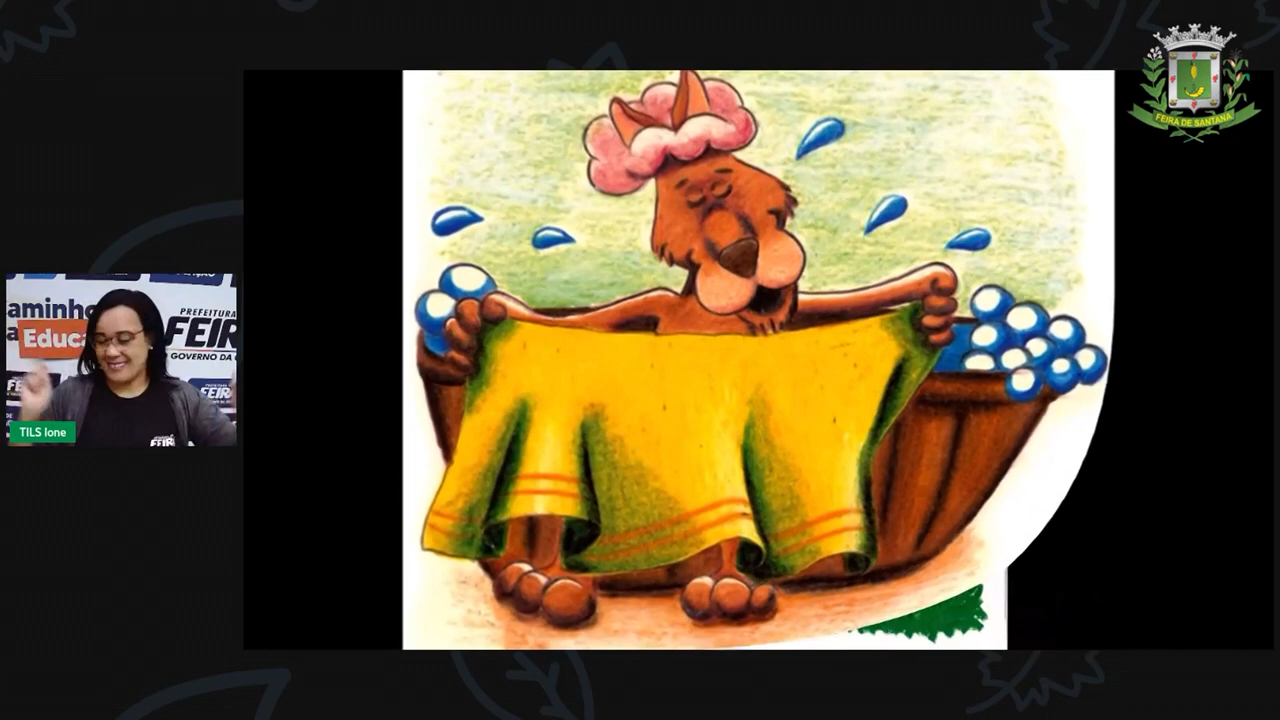 FEIRA DE SANTANA
aminho
Educa
PREFEITURA
FEIR
GOVERNO DA
TILS Ione